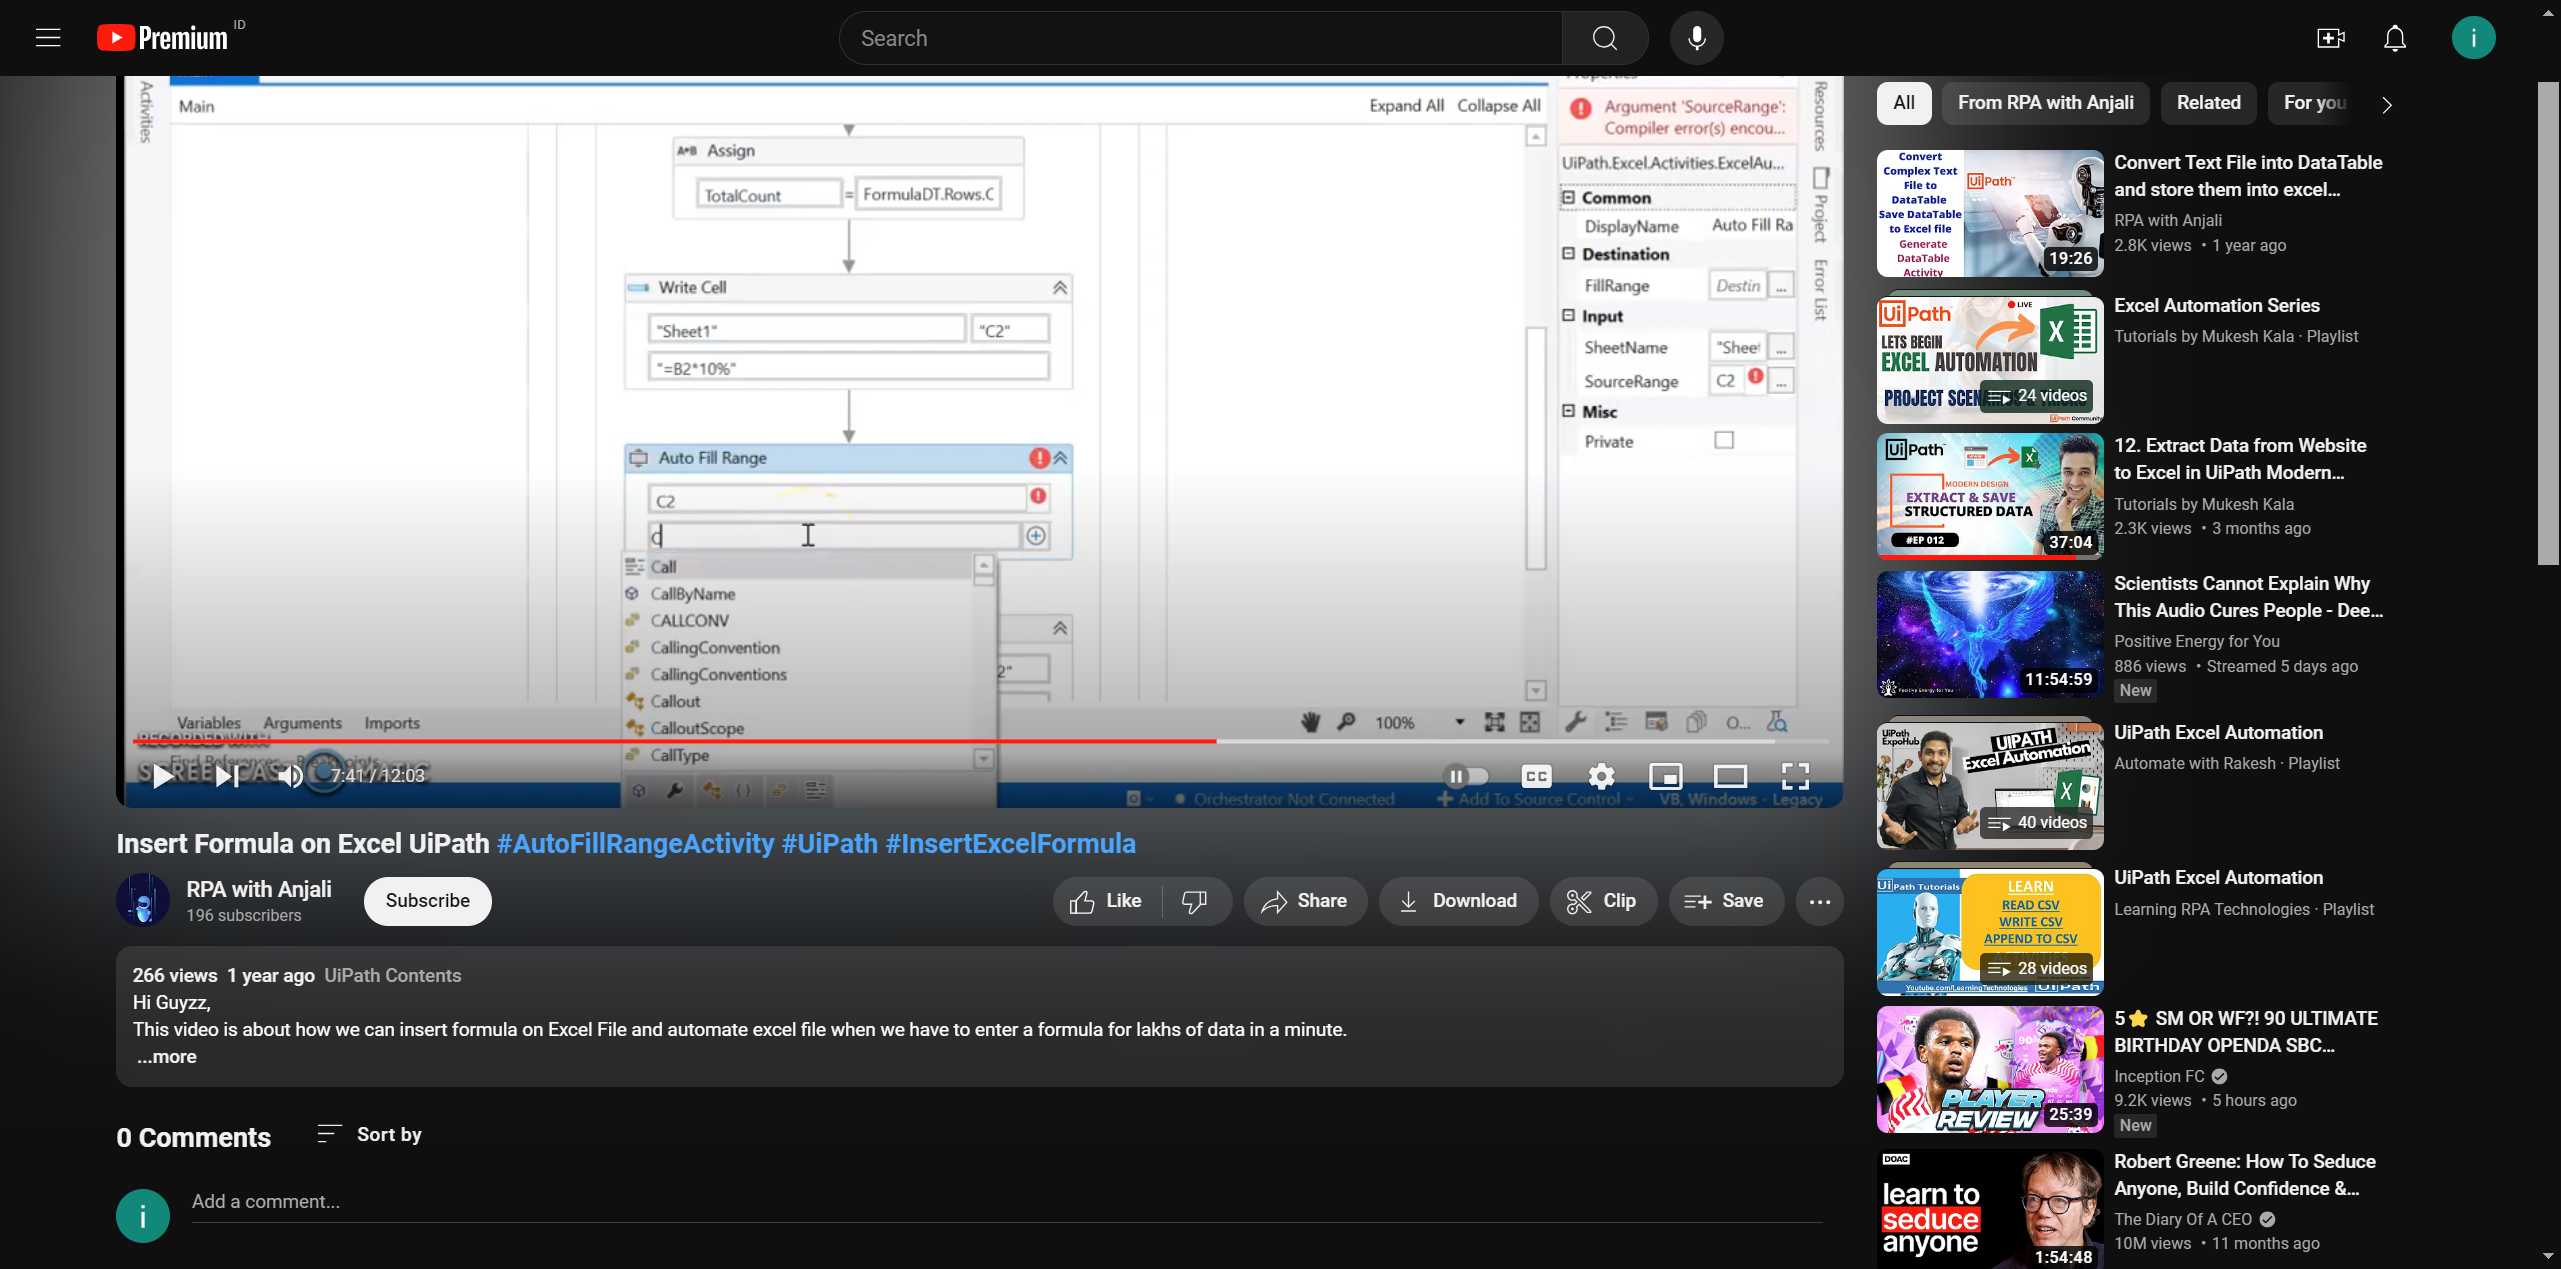 Premium ID
Search
i
Activities
Main
Expand All Collapse All
Assign
TotalCount = FormulaDT.Rows.C
Write Cell
"Sheet1" "C2"
"=B2*10%"
Auto Fill Range
C2
C
Call
CallByName
CALLCONV
CallingConvention
CallingConventions
Callout
CalloutScope
CallType
2"
Properties
Argument 'SourceRange':
Compiler error(s) encou...
UiPath.Excel.Activities.ExcelAu...
Common
DisplayName Auto Fill Ra
Destination
FillRange Destin ...
Input
SheetName "Shee ...
SourceRange C2 ...
Misc
Private
Resources
Project
Error List
Variables Arguments Imports
100%
O...
RECORDED WITH
Find References Breakpoints
7:41 / 12:03
CC
Orchestrator Not Connected Add To Source Control VB, Windows - Legacy
Insert Formula on Excel UiPath #AutoFillRangeActivity #UiPath #InsertExcelFormula
RPA with Anjali
196 subscribers
Subscribe
Like
Share
Download
Clip
Save
266 views 1 year ago UiPath Contents
Hi Guyzz,
This video is about how we can insert formula on Excel File and automate excel file when we have to enter a formula for lakhs of data in a minute.
...more
0 Comments
Sort by
i
Add a comment...
All From RPA with Anjali Related For you
Convert
Complex Text
File to
DataTable
Save DataTable
to Excel file
Generate
DataTable
Activity
UiPath
19:26
Convert Text File into DataTable
and store them into excel...
RPA with Anjali
2.8K views • 1 year ago
UiPath
LIVE
LETS BEGIN
EXCEL AUTOMATION
PROJECT SCEN
24 videos
UiPath Community
Excel Automation Series
Tutorials by Mukesh Kala · Playlist
UiPath
MODERN DESIGN
EXTRACT & SAVE
STRUCTURED DATA
#EP 012
37:04
12. Extract Data from Website
to Excel in UiPath Modern...
Tutorials by Mukesh Kala
2.3K views • 3 months ago
Positive Energy for You
11:54:59
Scientists Cannot Explain Why
This Audio Cures People - Dee...
Positive Energy for You
886 views • Streamed 5 days ago
New
UiPath
ExpoHub
UIPATH
Excel Automation
40 videos
UiPath Excel Automation
Automate with Rakesh · Playlist
UiPath Tutorials
LEARN
READ CSV
WRITE CSV
APPEND TO CSV
28 videos
Youtube.com/LearningTechnologies UiPath
UiPath Excel Automation
Learning RPA Technologies · Playlist
90
PLAYER
REVIEW
25:39
5⭐ SM OR WF?! 90 ULTIMATE
BIRTHDAY OPENDA SBC...
Inception FC
9.2K views • 5 hours ago
New
DOAC
learn to
seduce
anyone
1:54:48
Robert Greene: How To Seduce
Anyone, Build Confidence &...
The Diary Of A CEO
10M views • 11 months ago